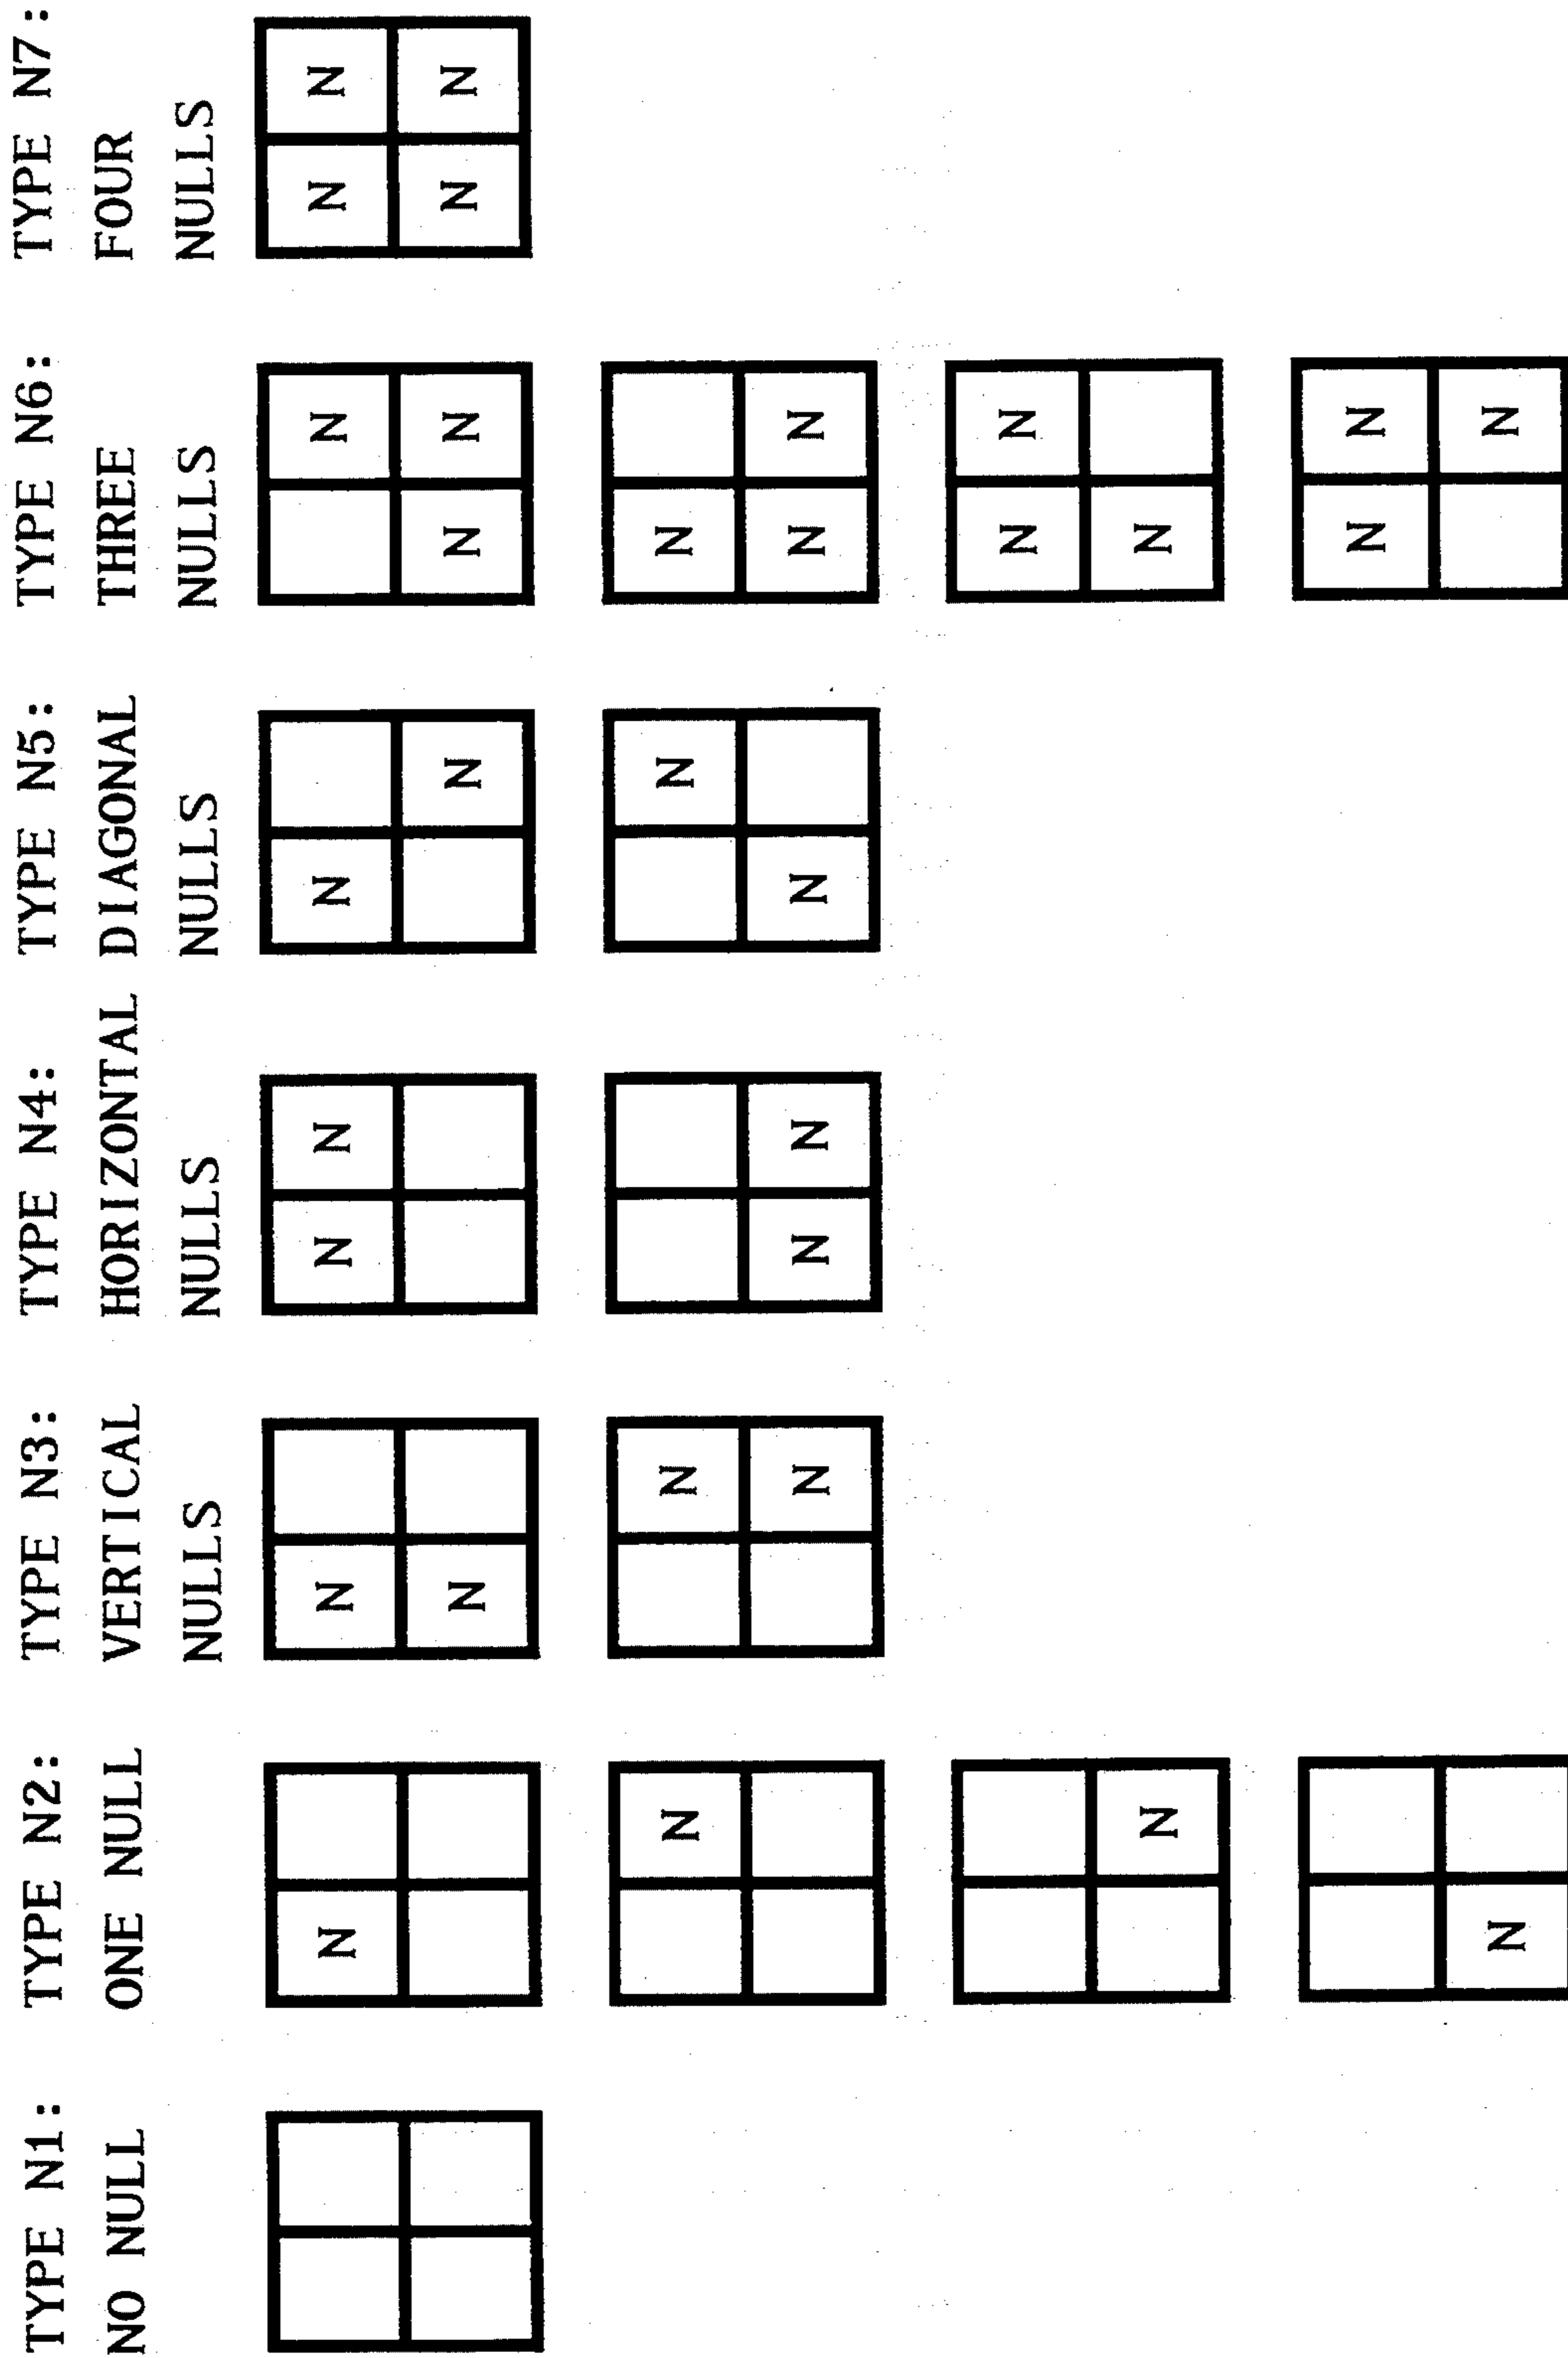 TYPE N1:
NO NULL
TYPE N2:
ONE NULL
N
N
N
N
TYPE N3:
VERTICAL
NULLS
N
N
N
N
TYPE N4:
HORIZONTAL
NULLS
N N
N N
TYPE N5:
DIAGONAL
NULLS
N
N
N
N
TYPE N6:
THREE
NULLS
N
N N
N
N N
N N
N
N N
N
TYPE N7:
FOUR
NULLS
N N
N N